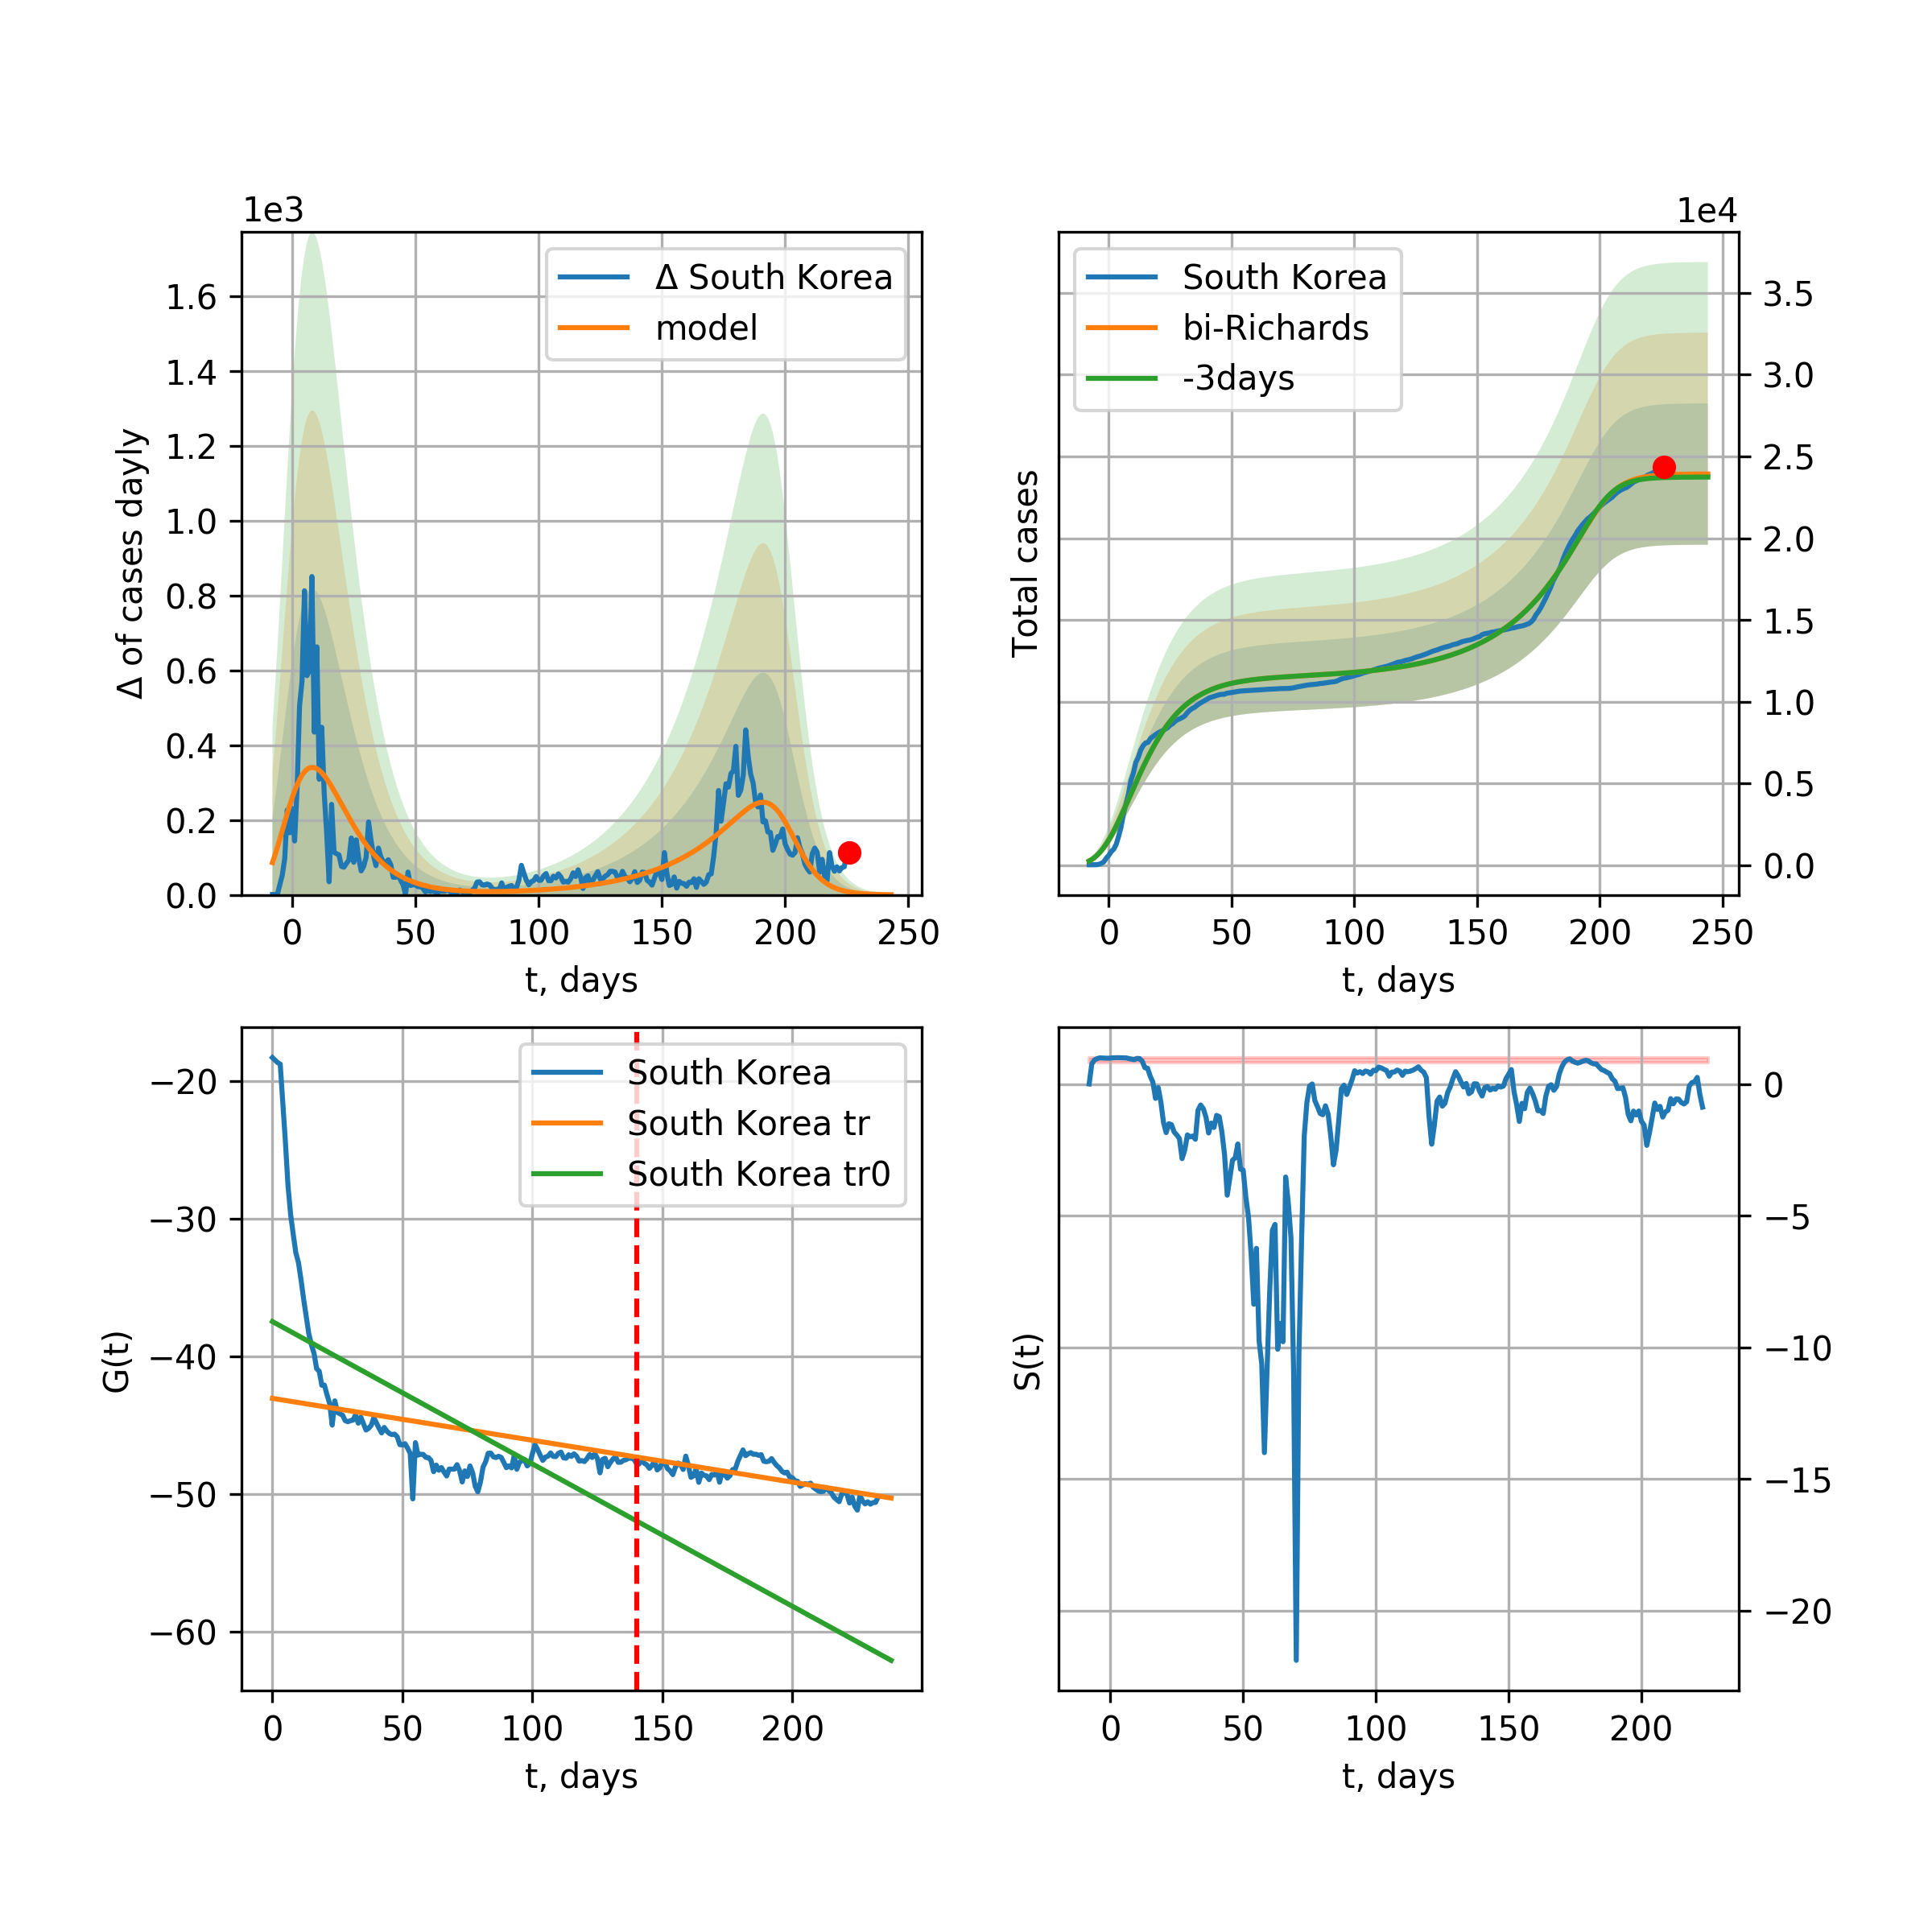 1e3
Δ South Korea
model
1.6
1.4
1.2
1.0
0.8
0.6
0.4
0.2
0.0
Δ of cases dayly
0
50
100
150
200
250
t, days
1e4
South Korea
bi-Richards
-3days
3.5
3.0
2.5
2.0
1.5
1.0
0.5
0.0
Total cases
0
50
100
150
200
250
t, days
South Korea
South Korea tr
South Korea tr0
−20
−30
−40
−50
−60
G(t)
0
50
100
150
200
t, days
0
−5
−10
−15
−20
S(t)
0
50
100
150
200
t, days